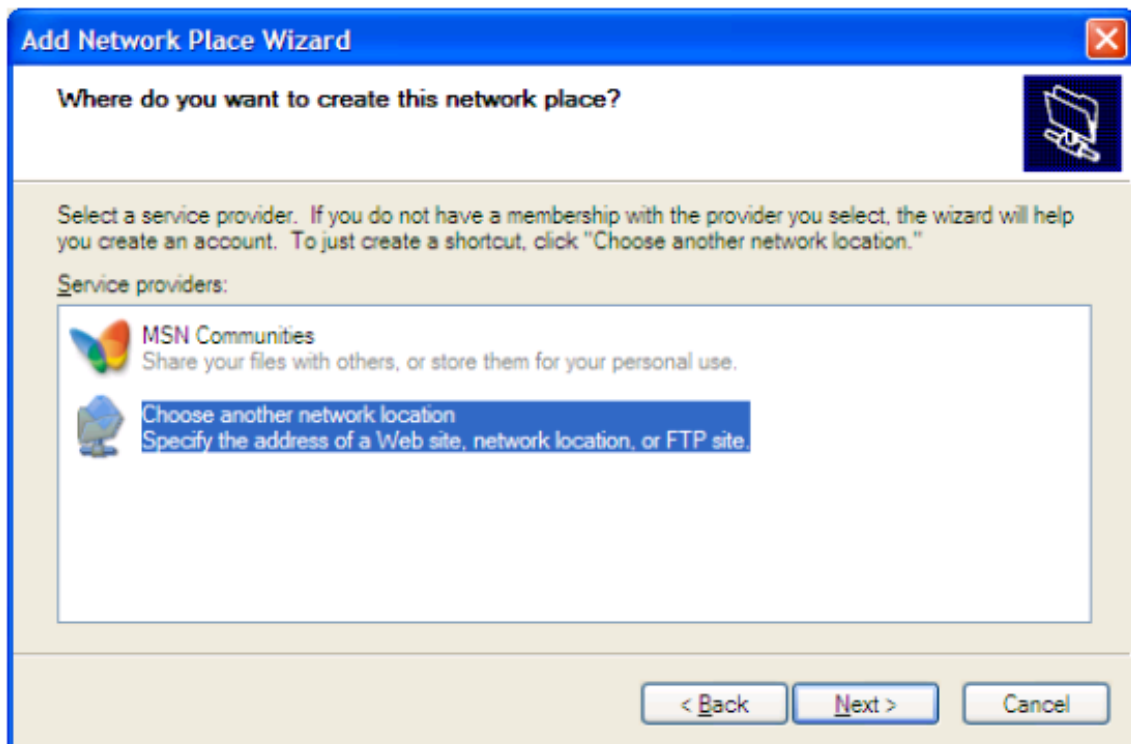 Add Network Place Wizard
Where do you want to create this network place?
Select a service provider. If you do not have a membership with the provider you select, the wizard will help
you create an account. To just create a shortcut, click "Choose another network location."
Service providers:
MSN Communities
Share your files with others, or store them for your personal use.
Choose another network location
Specify the address of a Web site, network location, or FTP site.
< Back Next > Cancel